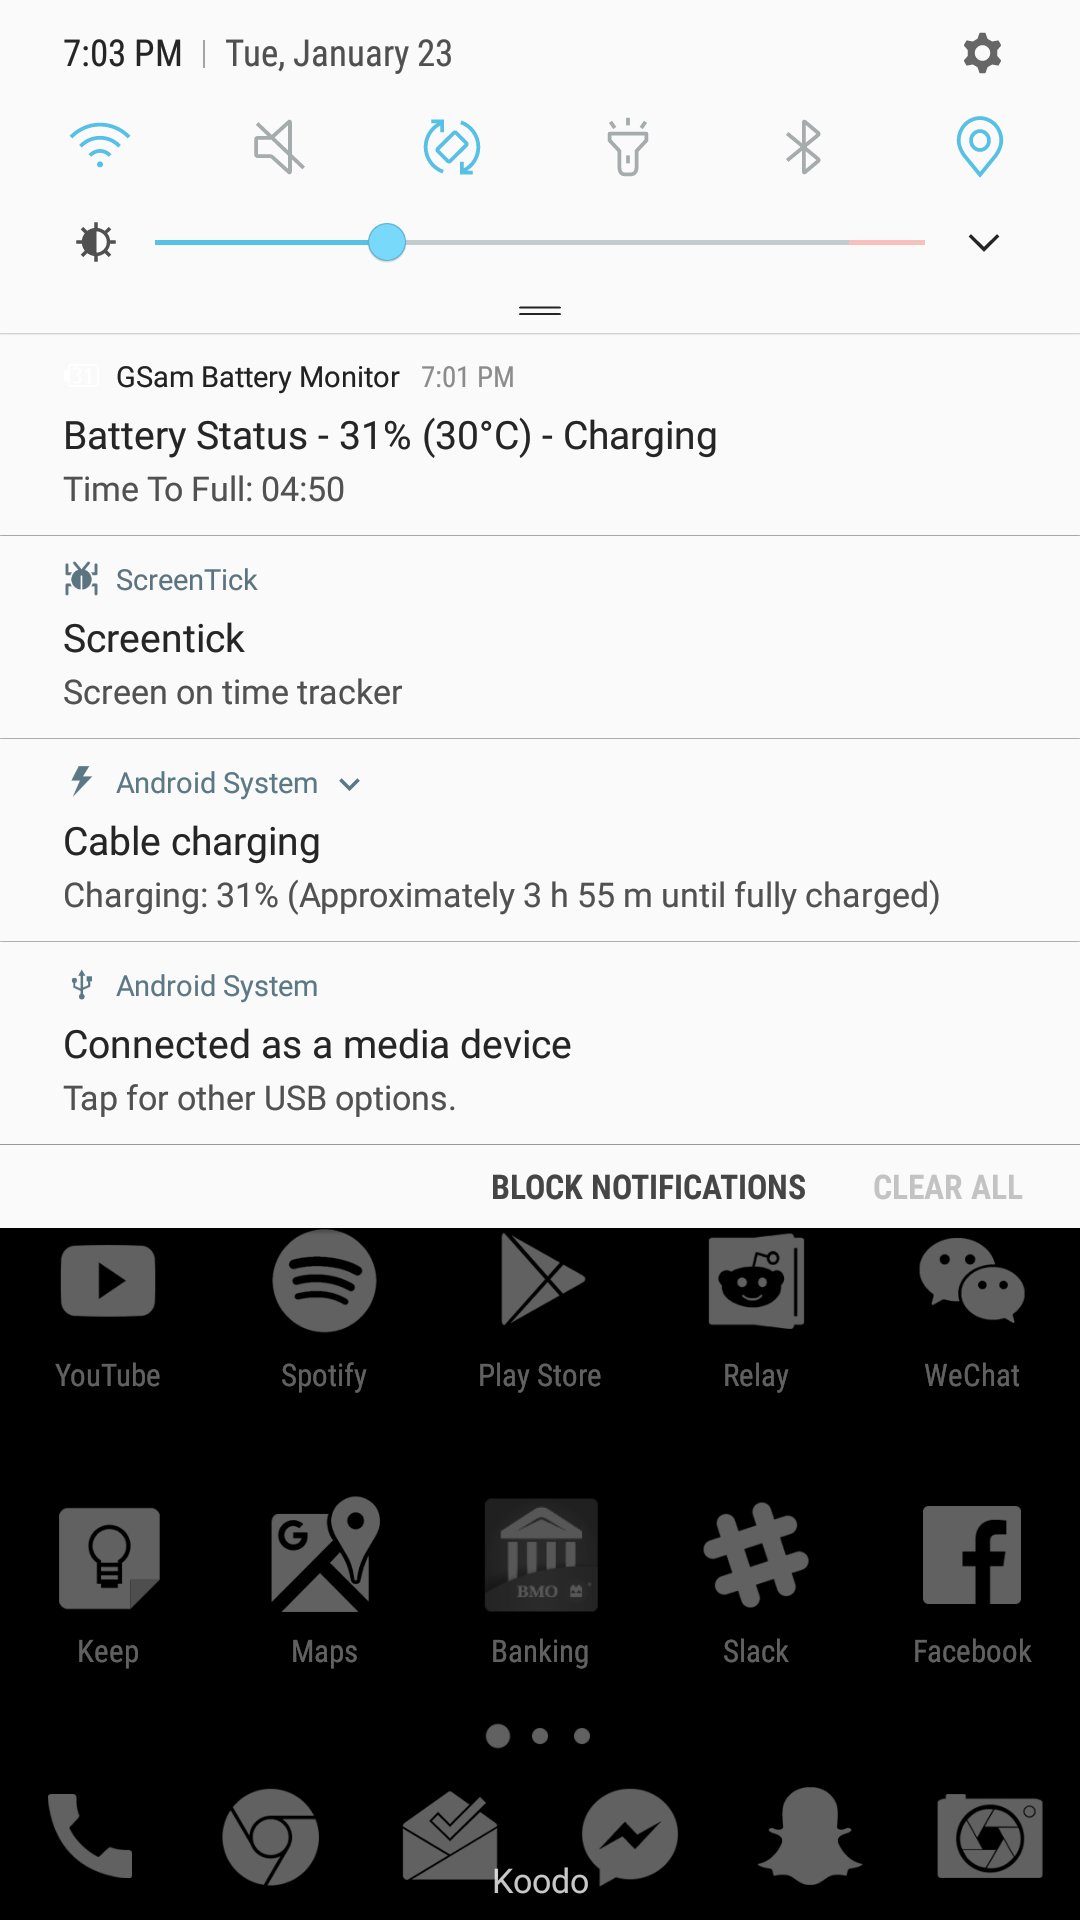 7:03 PM | Tue, January 23
GSam Battery Monitor 7:01 PM
Battery Status - 31% (30°C) - Charging
Time To Full: 04:50
ScreenTick
Screentick
Screen on time tracker
Android System
Cable charging
Charging: 31% (Approximately 3 h 55 m until fully charged)
Android System
Connected as a media device
Tap for other USB options.
BLOCK NOTIFICATIONS CLEAR ALL
YouTube Spotify Play Store Relay WeChat
G BMO
Keep Maps Banking Slack Facebook
Koodo